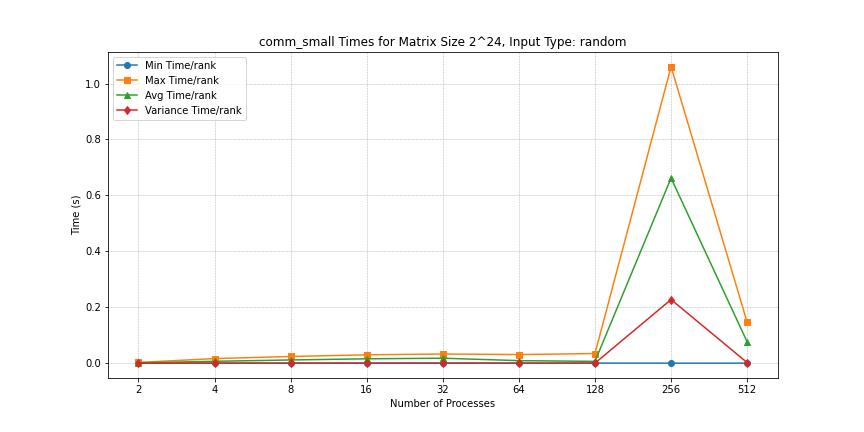 comm_small Times for Matrix Size 2^24, Input Type: random
Min Time/rank
Max Time/rank
Avg Time/rank
Variance Time/rank
1.0
0.8
0.6
0.4
0.2
0.0
Time (s)
2 4 8 16 32 64 128 256 512
Number of Processes